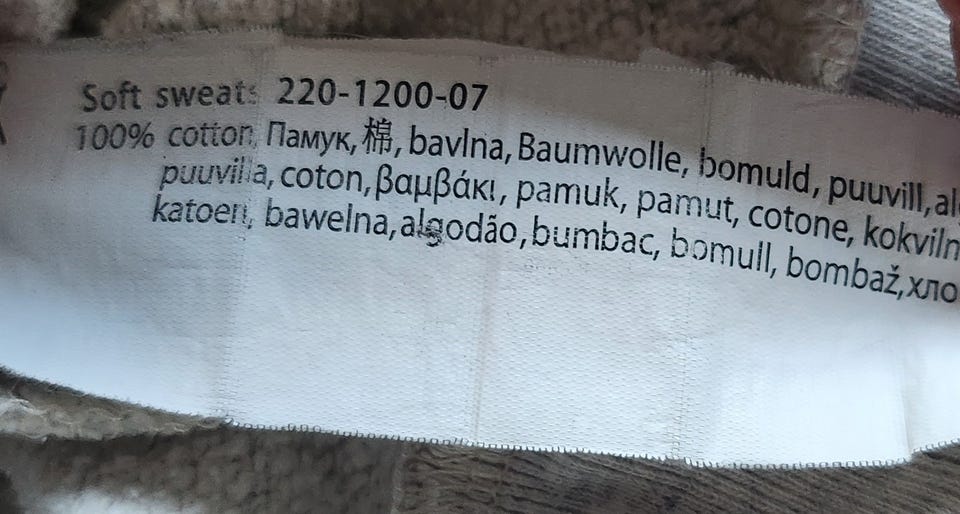 Soft sweats 220-1200-07
100% cotton, Памук, 棉, bavlna, Baumwolle, bomuld, puuvill,
puuvilla, coton, βαμβάκι, pamuk, pamut, cotone,
katoen, bawelna, algodão, bumbac, bomull, bombaž,